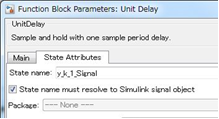 Function Block Parameters: Unit Delay
UnitDelay
Sample and hold with one sample period delay.
Main State Attributes
State name: y_k_1_Signal
State name must resolve to Simulink signal object
Package: --- None ---